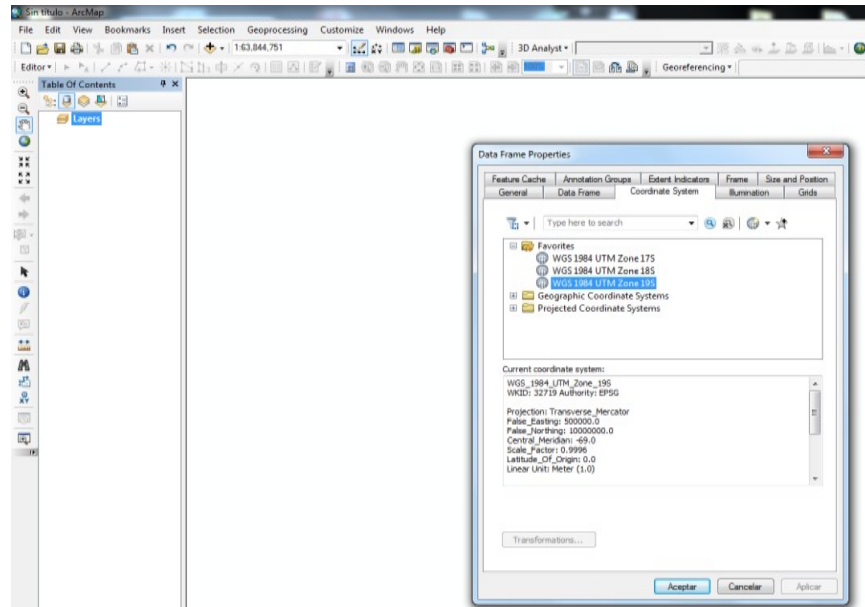 Sin título - ArcMap
File Edit View Bookmarks Insert Selection Geoprocessing Customize Windows Help
1:63,844,751
3D Analyst
Editor
Georeferencing
Table Of Contents
Layers
Data Frame Properties
Feature Cache Annotation Groups Extent Indicators Frame Size and Position
General Data Frame Coordinate System Illumination Grids
Type here to search
Favorites
WGS 1984 UTM Zone 17S
WGS 1984 UTM Zone 18S
WGS 1984 UTM Zone 19S
Geographic Coordinate Systems
Projected Coordinate Systems
Current coordinate system:
WGS_1984_UTM_Zone_19S
WKID: 32719 Authority: EPSG
Projection: Transverse_Mercator
False_Easting: 500000.0
False_Northing: 10000000.0
Central_Meridian: -69.0
Scale_Factor: 0.9996
Latitude_Of_Origin: 0.0
Linear Unit: Meter (1.0)
Transformations...
Aceptar Cancelar Aplicar